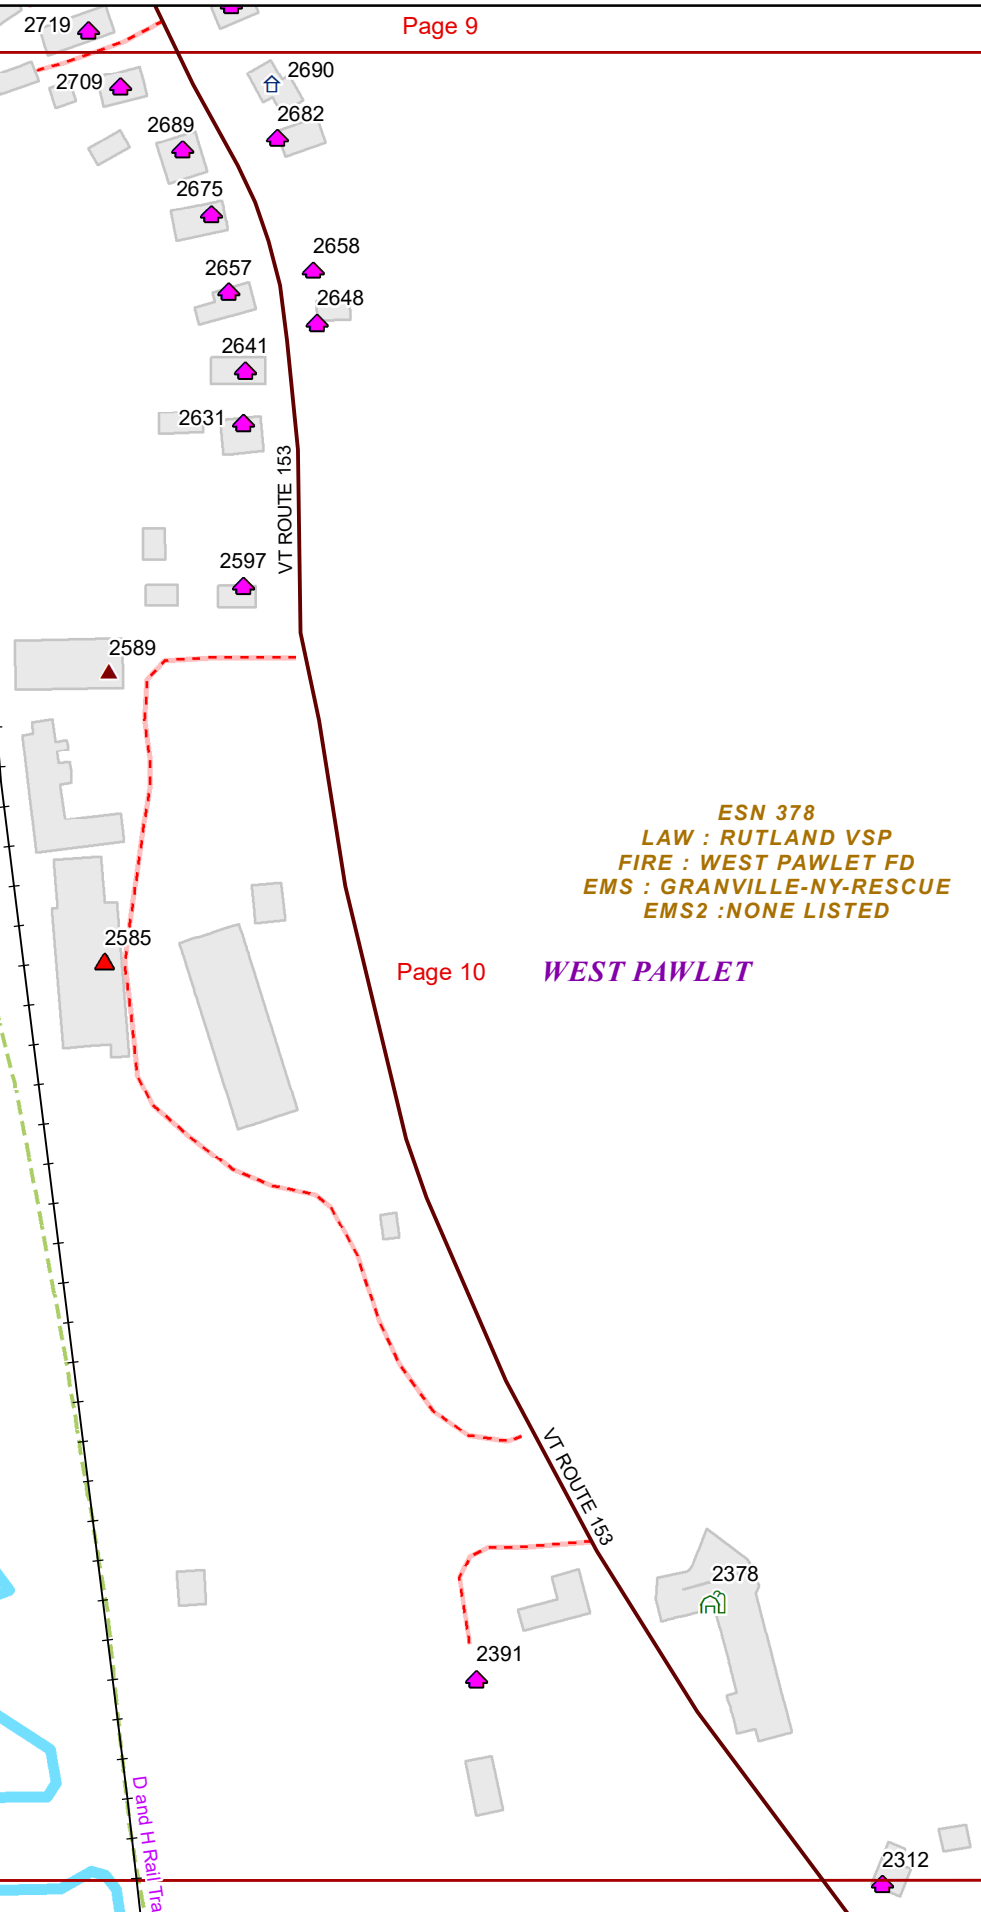 Page 9
2719
2690
2709
2682
2689
2675
2658
2657
2648
2641
2631
VT ROUTE 153
2597
2589
ESN 378
LAW : RUTLAND VSP
FIRE : WEST PAWLET FD
EMS : GRANVILLE-NY-RESCUE
EMS2 :NONE LISTED
2585
Page 10
WEST PAWLET
VT ROUTE 153
2378
2391
D and H Rail Tra
2312